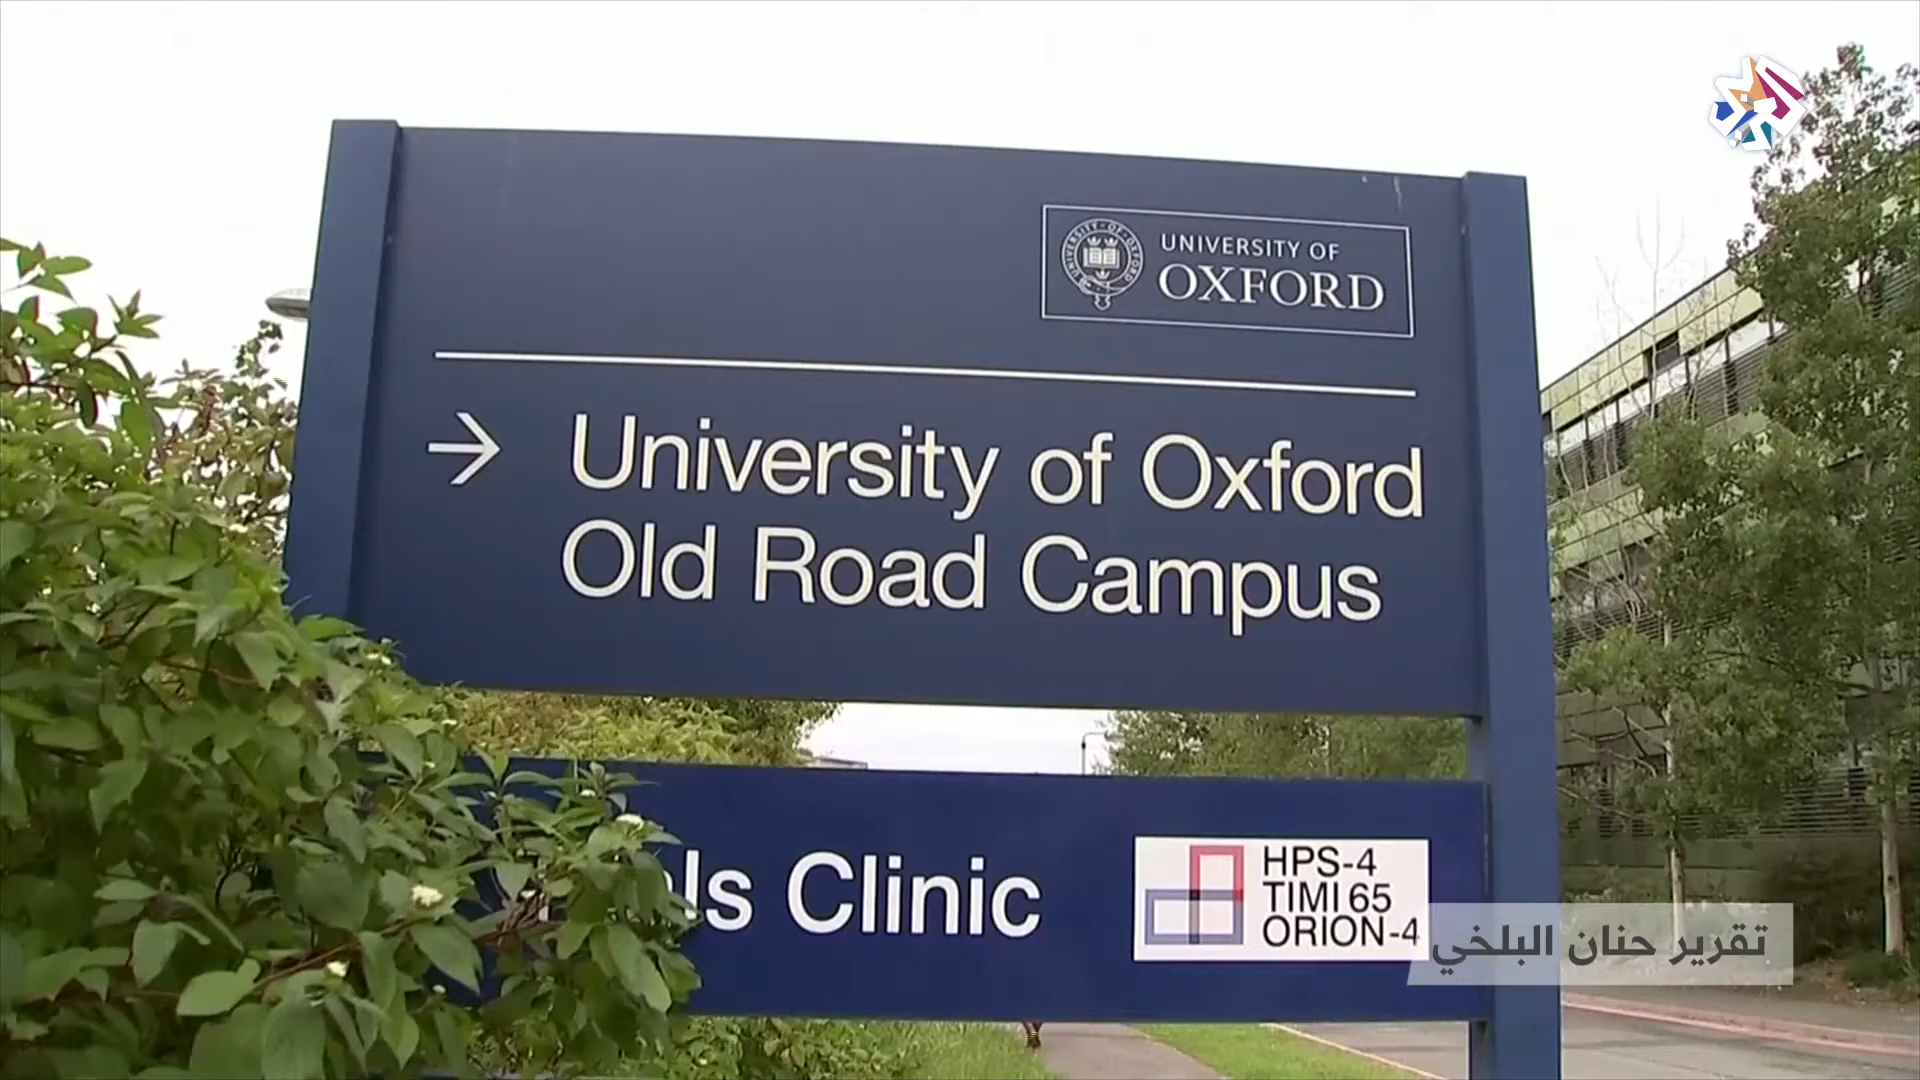 UNIVERSITY OF
OXFORD
University of Oxford
Old Road Campus
Clinic
HPS-4
TIMI 65
ORION-4
تقرير حنان البلخي